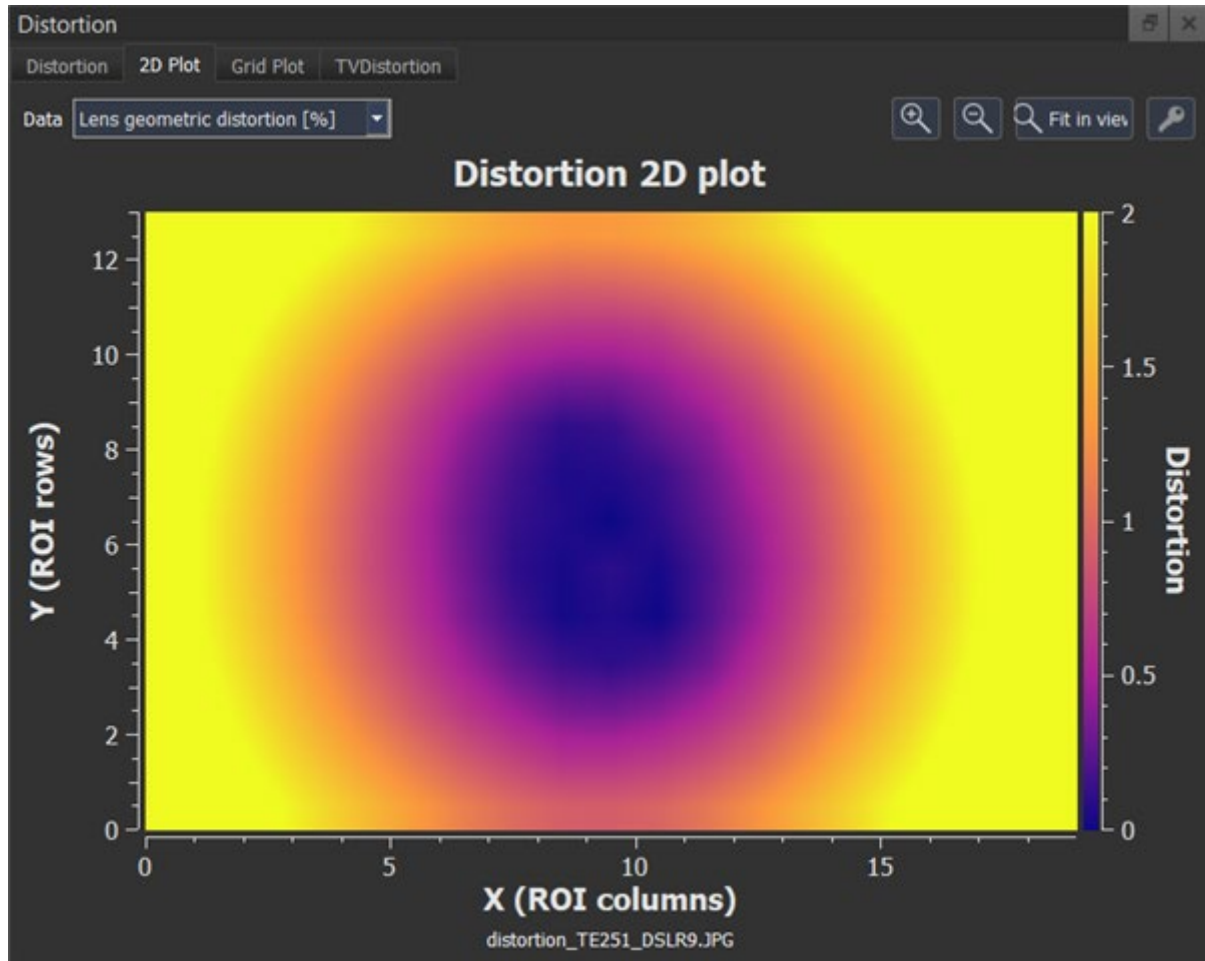 Distortion
Distortion 2D Plot Grid Plot TVDistortion
Data Lens geometric distortion [%] Fit in view
Distortion 2D plot
12
10
8
6
4
2
0
Y (ROI rows)
0 5 10 15
X (ROI columns)
2
1.5
1
0.5
0
Distortion
distortion_TE251_DSLR9.JPG